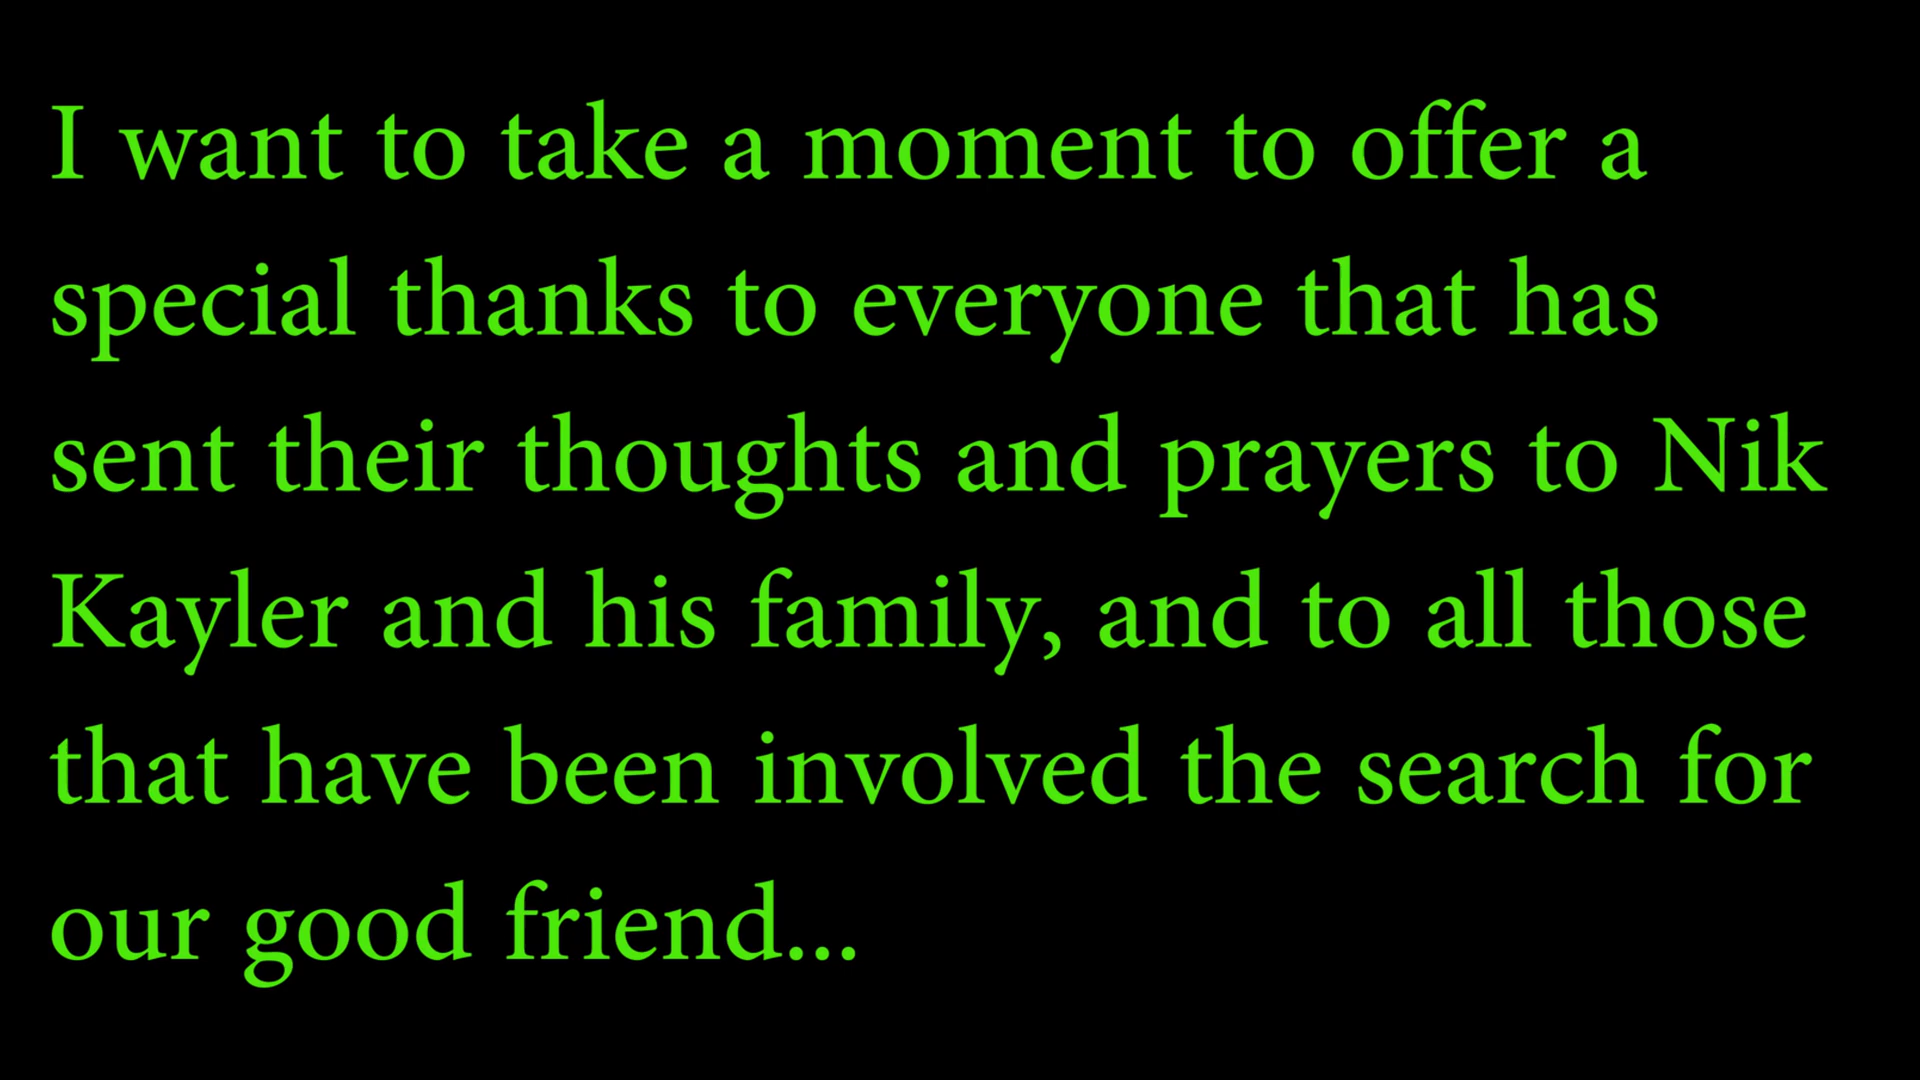 I want to take a moment to offer a
special thanks to everyone that has
sent their thoughts and prayers to Nik
Kayler and his family, and to all those
that have been involved the search for
our good friend...